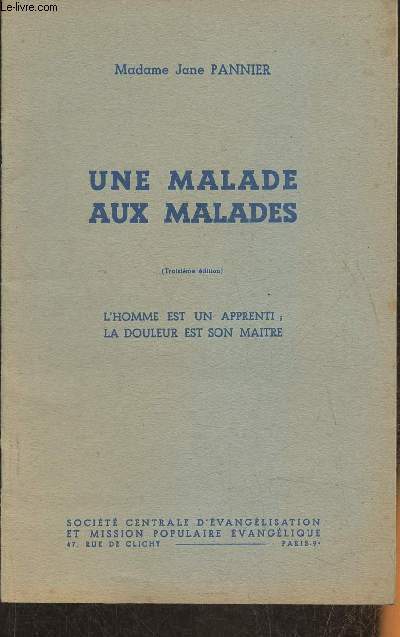 Le-livre.com
Madame Jane PANNIER
UNE MALADE
AUX MALADES
(Troisième édition)
L'HOMME EST UN APPRENTI ;
LA DOULEUR EST SON MAITRE
SOCIÉTÉ CENTRALE D'ÉVANGÉLISATION
ET MISSION POPULAIRE ÉVANGÉLIQUE
47, RUE DE CLICHY ———— PARIS-9e